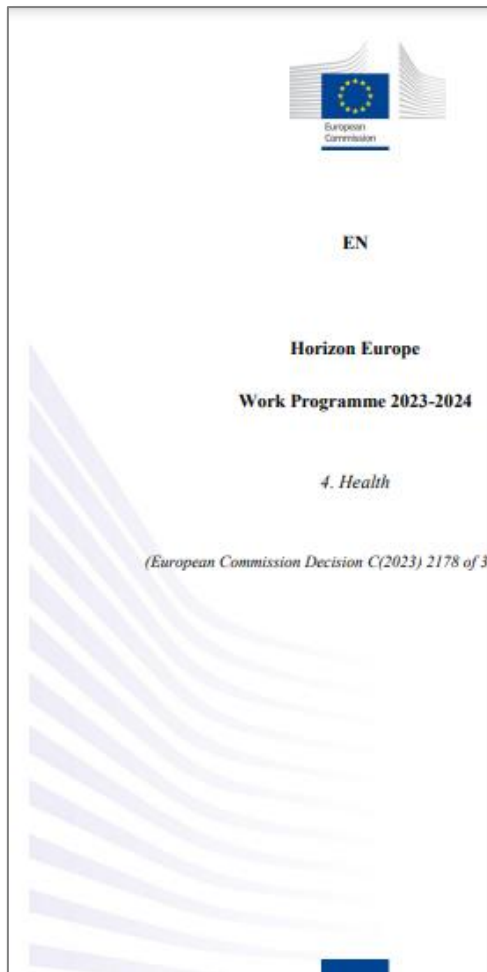 European
Commission
EN
Horizon Europe
Work Programme 2023-2024
4. Health
(European Commission Decision C(2023) 2178 of 3